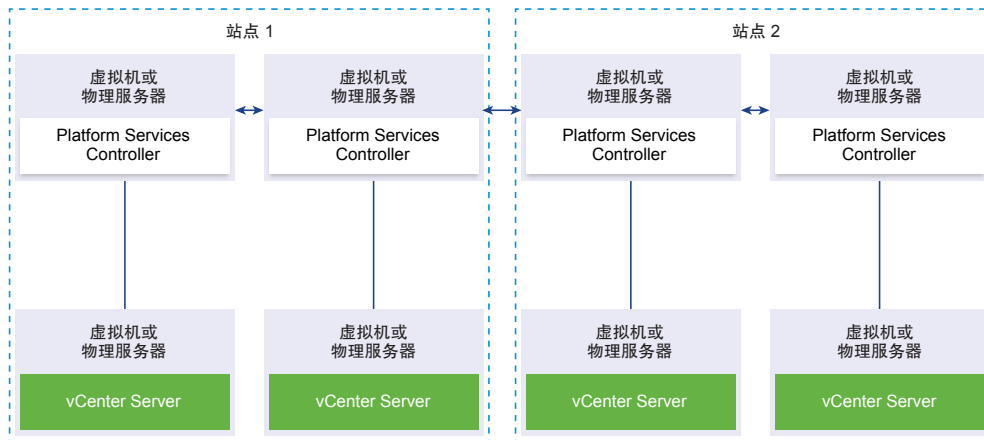 站点 1
站点 2
虚拟机或
物理服务器
Platform Services
Controller
虚拟机或
物理服务器
Platform Services
Controller
虚拟机或
物理服务器
Platform Services
Controller
虚拟机或
物理服务器
Platform Services
Controller
虚拟机或
物理服务器
vCenter Server
虚拟机或
物理服务器
vCenter Server
虚拟机或
物理服务器
vCenter Server
虚拟机或
物理服务器
vCenter Server